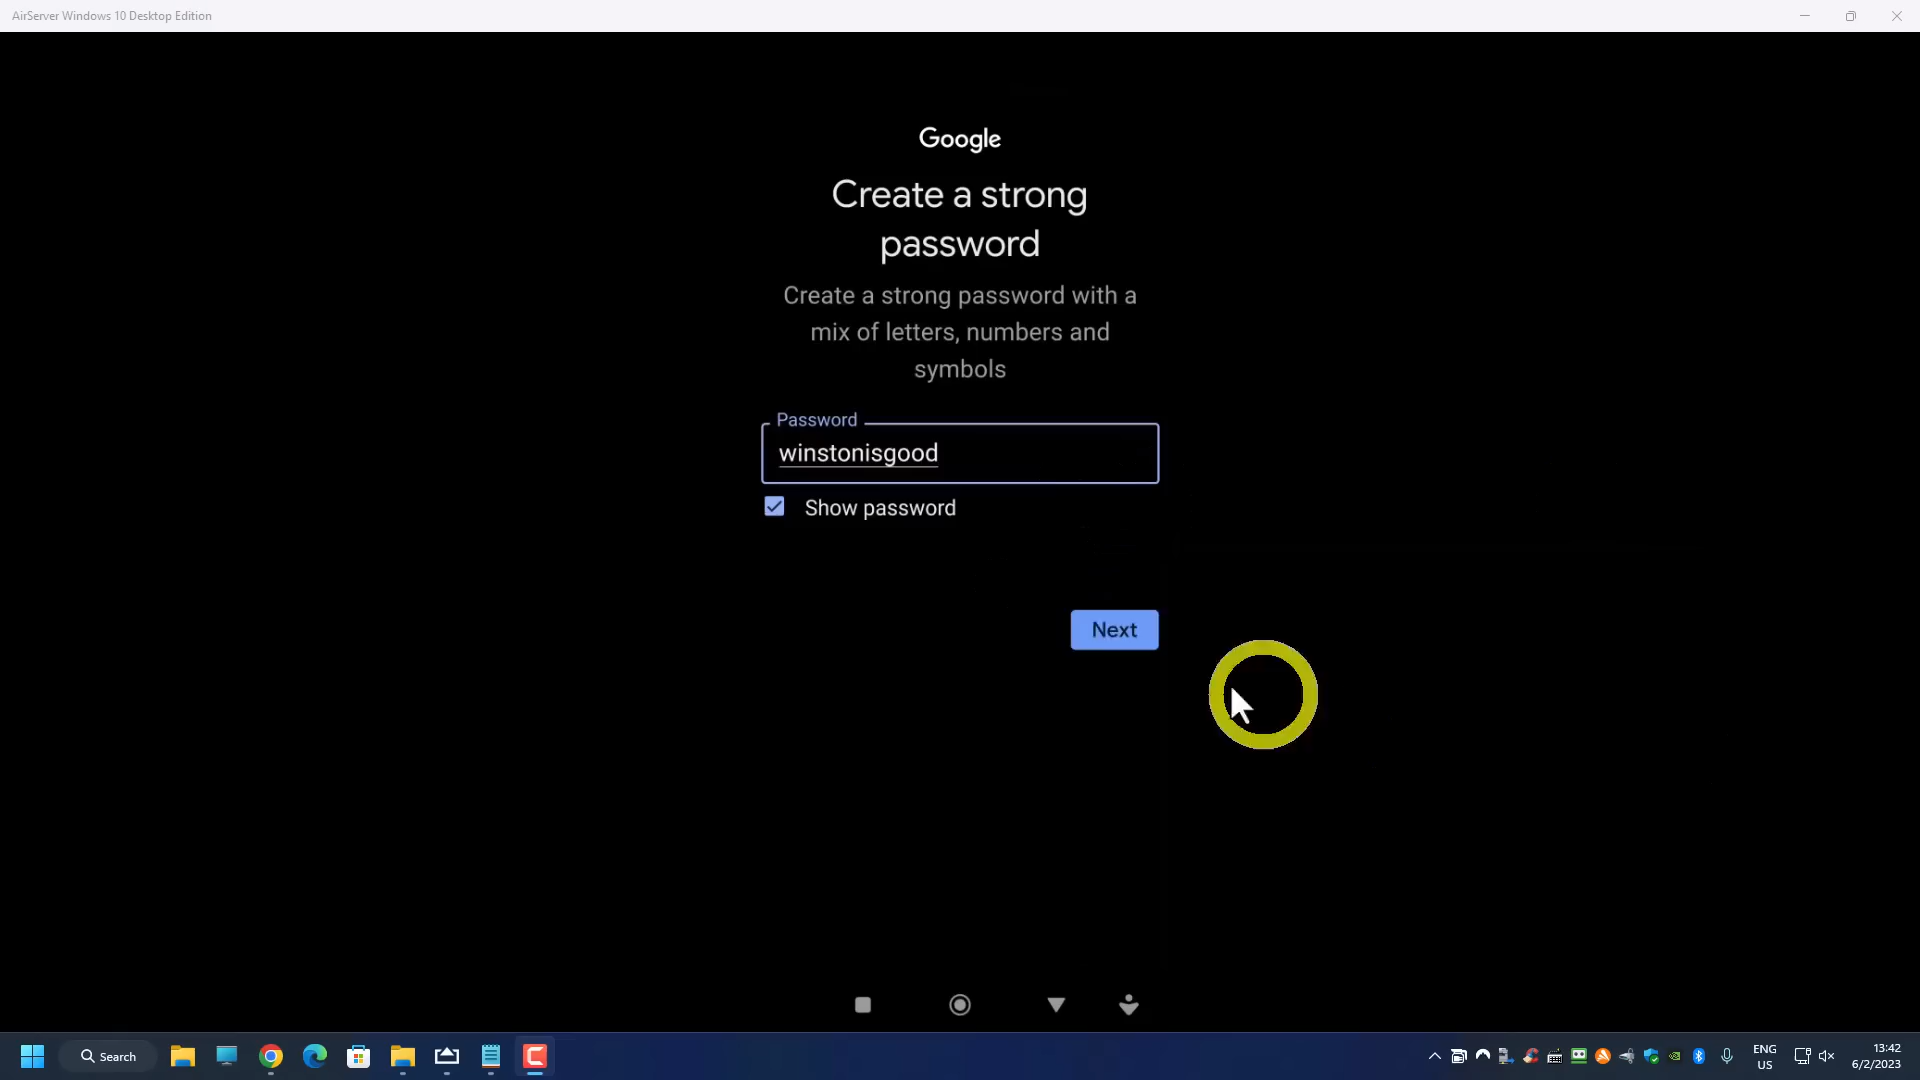 AirServer Windows 10 Desktop Edition
Google
Create a strong
password
Create a strong password with a
mix of letters, numbers and
symbols
Password
winstonisgood
Show password
Next
Search
ENG
US
13:42
6/2/2023